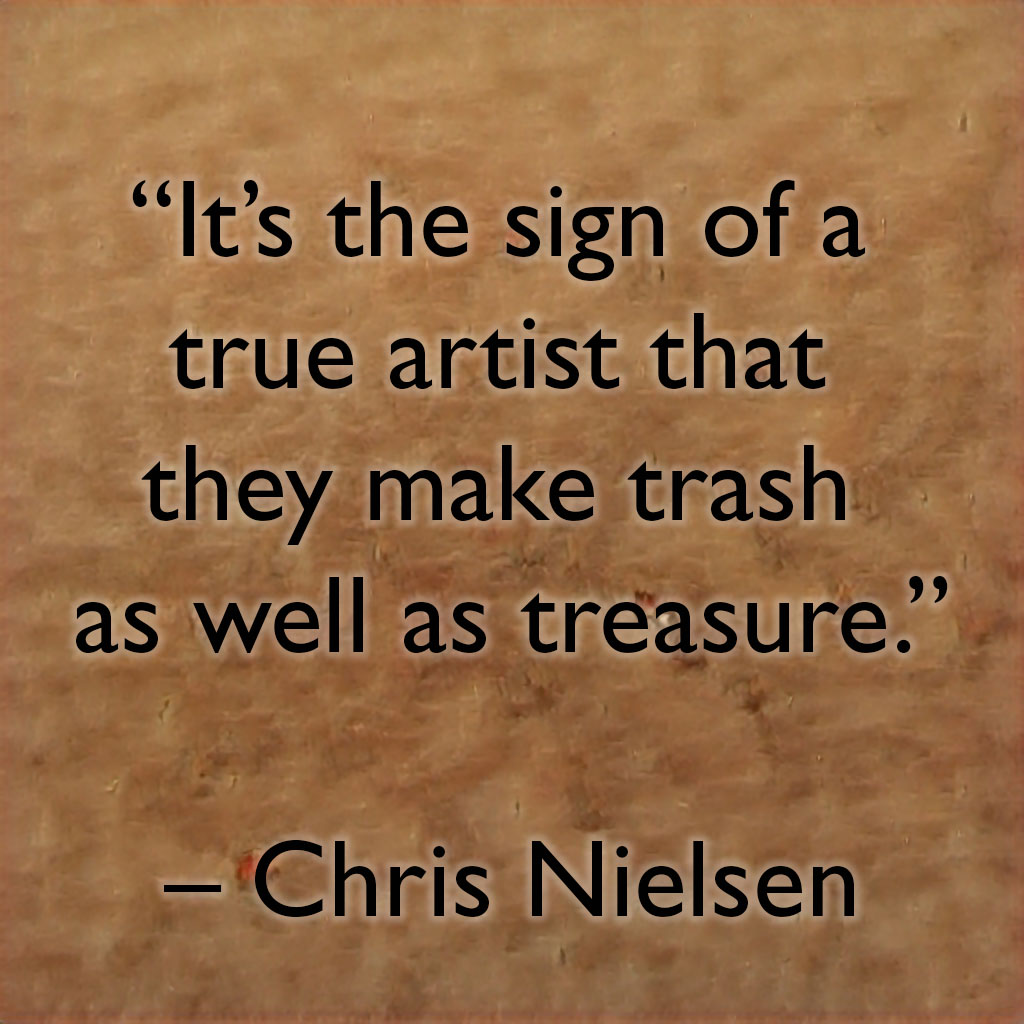 “It’s the sign of a
true artist that
they make trash
as well as treasure.”
– Chris Nielsen